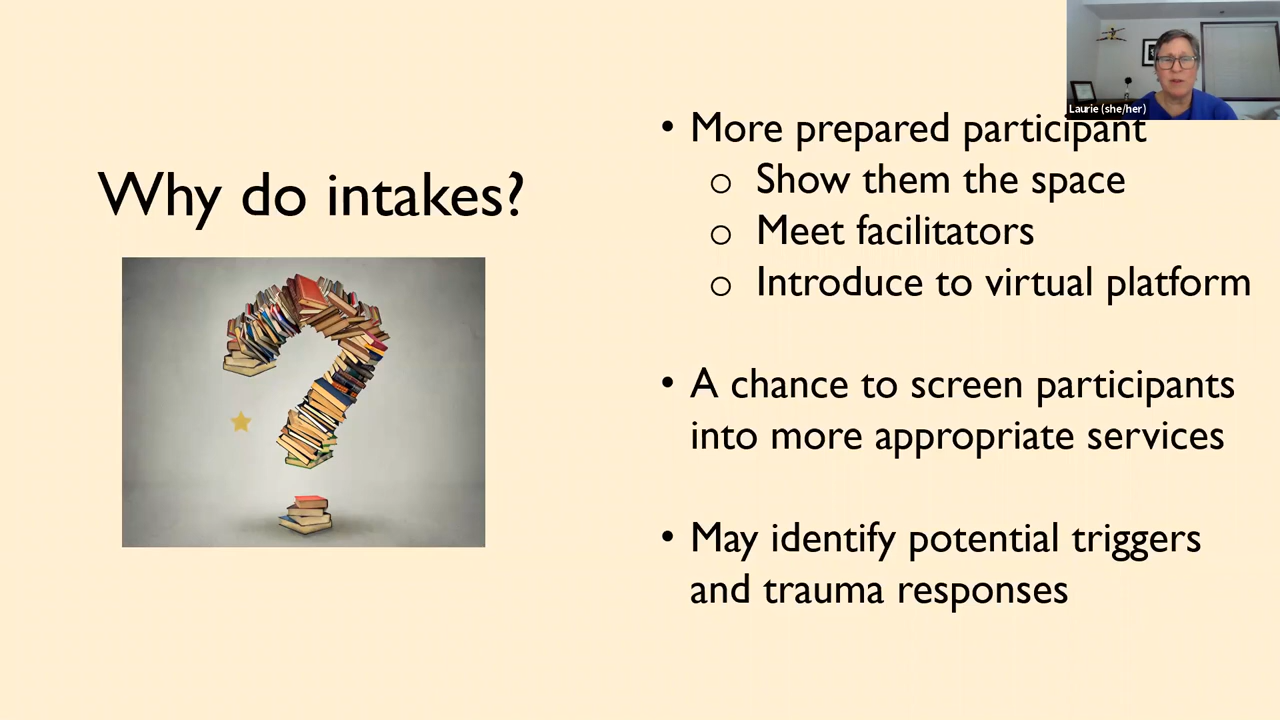 Laurie (she/her)
Why do intakes?
• More prepared participant
o Show them the space
o Meet facilitators
o Introduce to virtual platform
• A chance to screen participants
into more appropriate services
• May identify potential triggers
and trauma responses